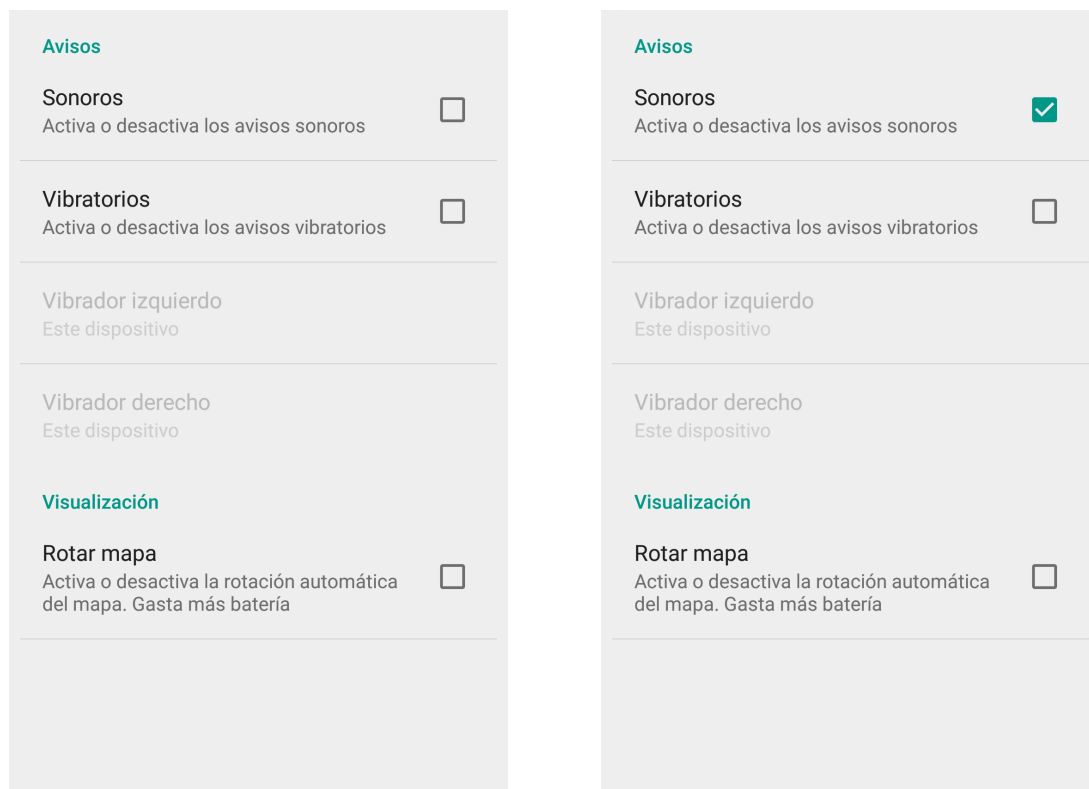 Avisos
Sonoros
Activa o desactiva los avisos sonoros
Vibratorios
Activa o desactiva los avisos vibratorios
Vibrador izquierdo
Este dispositivo
Vibrador derecho
Este dispositivo
Visualización
Rotar mapa
Activa o desactiva la rotación automática
del mapa. Gasta más batería
Avisos
Sonoros
Activa o desactiva los avisos sonoros
Vibratorios
Activa o desactiva los avisos vibratorios
Vibrador izquierdo
Este dispositivo
Vibrador derecho
Este dispositivo
Visualización
Rotar mapa
Activa o desactiva la rotación automática
del mapa. Gasta más batería